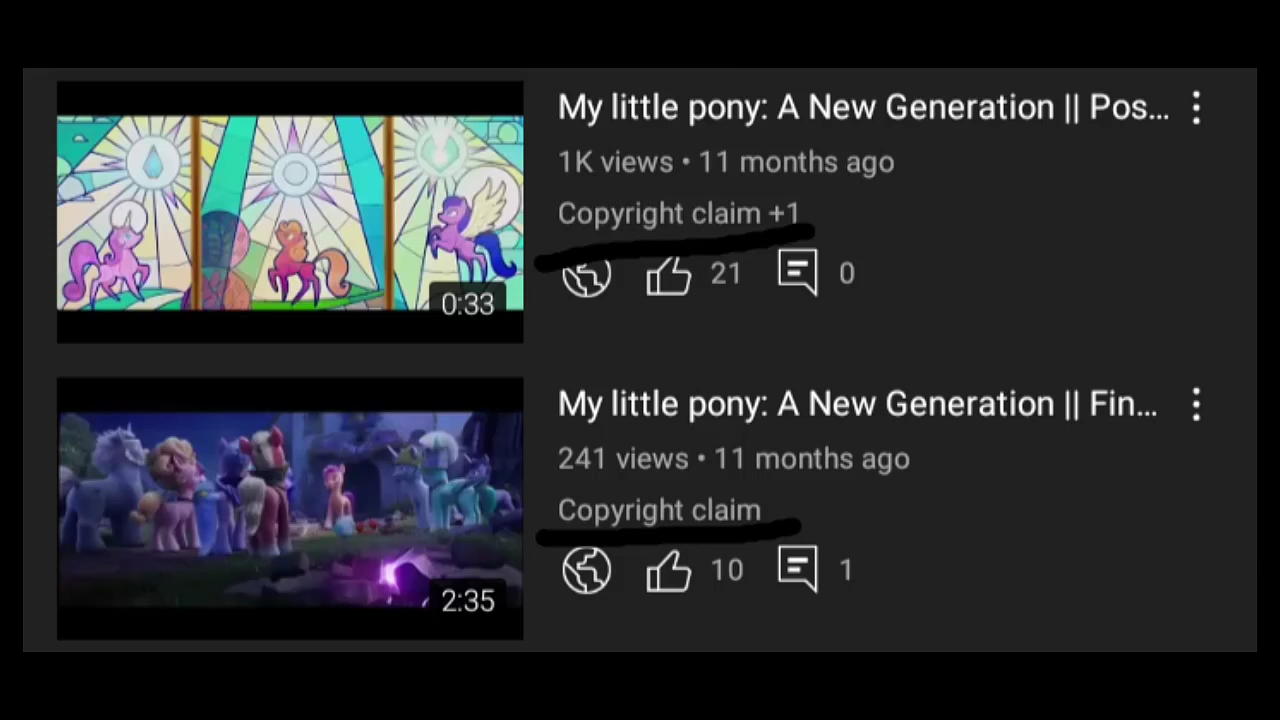 My little pony: A New Generation || Pos...
1K views • 11 months ago
Copyright claim +1
21
0
0:33
My little pony: A New Generation || Fin...
241 views • 11 months ago
Copyright claim
10
1
2:35